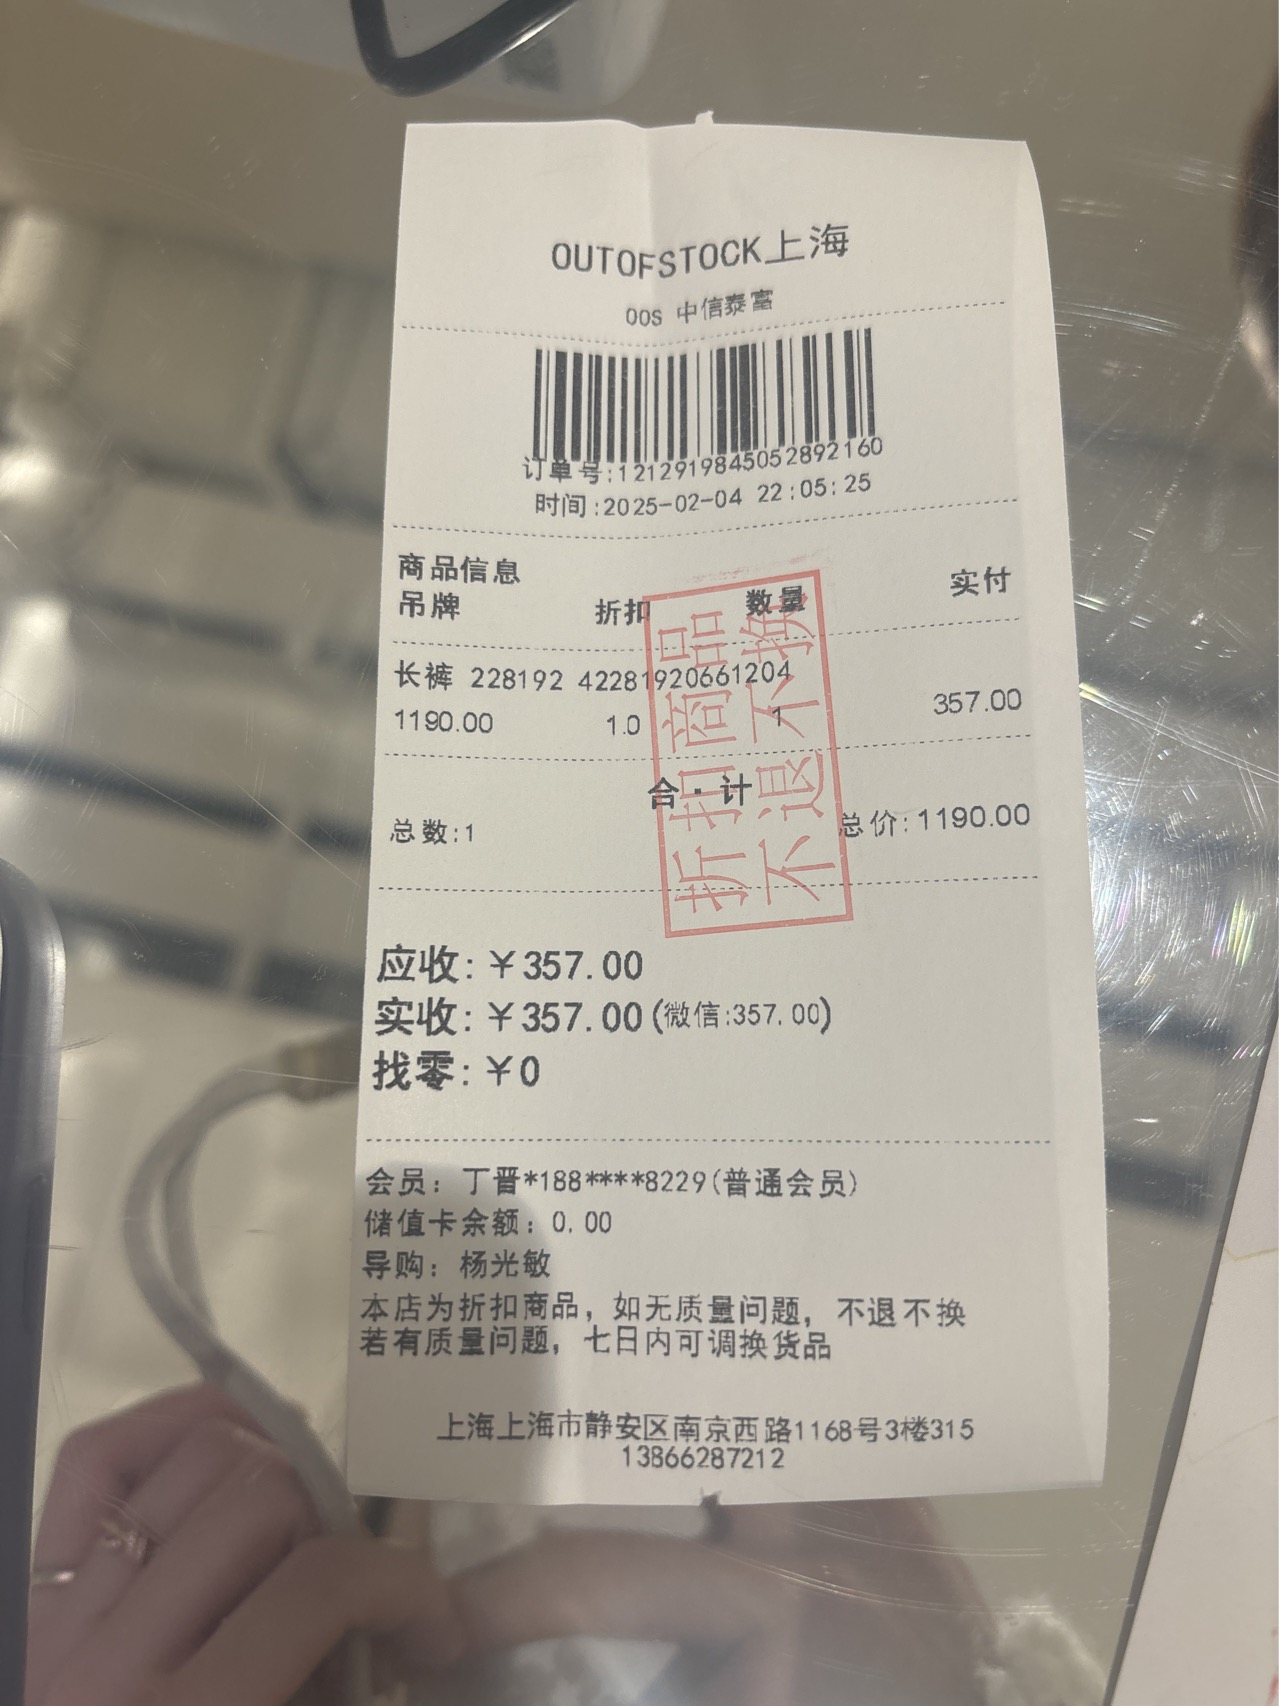 OUTOFSTOCK上海
OOS 中信泰富
订单号:1212919845052892160
时间:2025-02-04 22:05:25
商品信息
吊牌 折扣 数量 实付
长裤 228192 42281920661204
1190.00 1.0 1 357.00
合·计
总数:1 总价:1190.00
折扣商品
不退不换
应收:￥357.00
实收:￥357.00(微信:357.00)
找零:￥0
会员: 丁晋*188****8229(普通会员)
储值卡余额: 0.00
导购: 杨光敏
本店为折扣商品, 如无质量问题, 不退不换
若有质量问题, 七日内可调换货品
上海上海市静安区南京西路1168号3楼315
13866287212